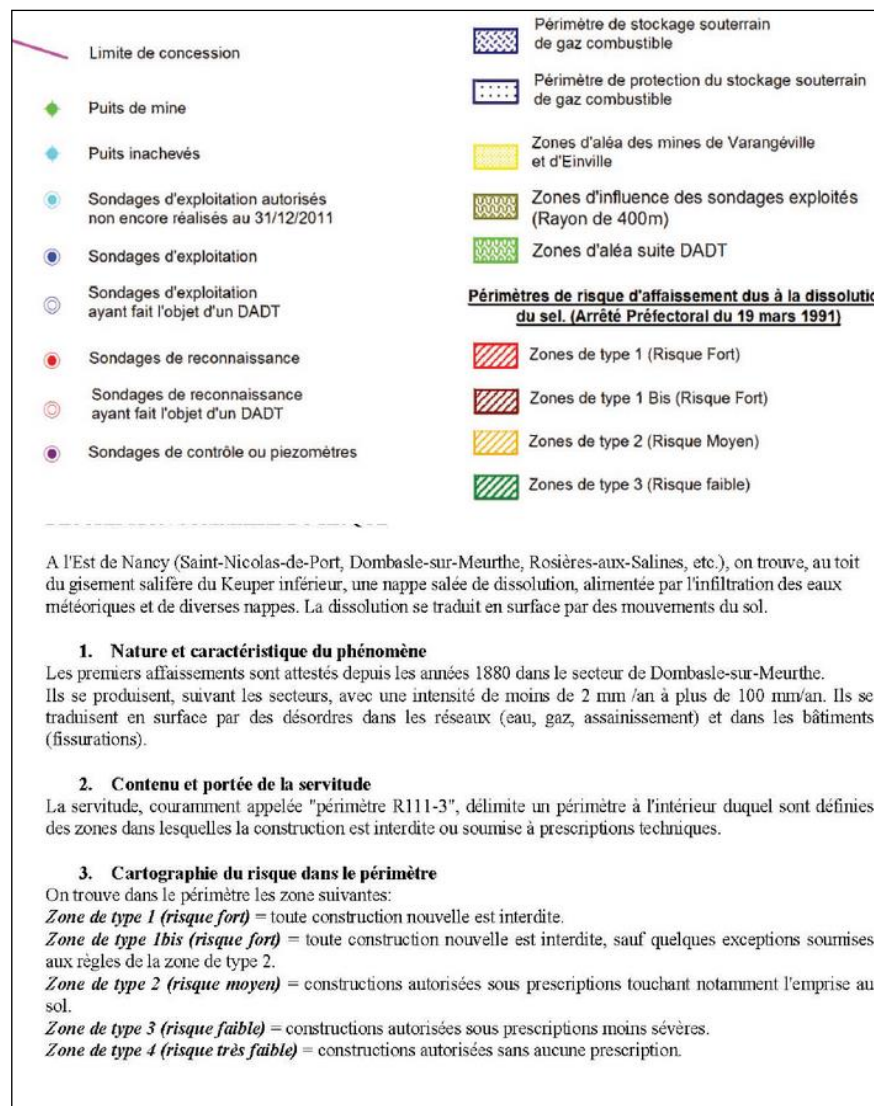 Limite de concession
Puits de mine
Puits inachevés
Sondages d'exploitation autorisés
non encore réalisés au 31/12/2011
Sondages d'exploitation
Sondages d'exploitation
ayant fait l'objet d'un DADT
Sondages de reconnaissance
Sondages de reconnaissance
ayant fait l'objet d'un DADT
Sondages de contrôle ou piezomètres
Périmètre de stockage souterrain
de gaz combustible
Périmètre de protection du stockage souterrain
de gaz combustible
Zones d'aléa des mines de Varangéville
et d'Einville
Zones d'influence des sondages exploités
(Rayon de 400m)
Zones d'aléa suite DADT
Périmètres de risque d'affaissement dus à la dissolutio
du sel. (Arrêté Préfectoral du 19 mars 1991)
Zones de type 1 (Risque Fort)
Zones de type 1 Bis (Risque Fort)
Zones de type 2 (Risque Moyen)
Zones de type 3 (Risque faible)
A l'Est de Nancy (Saint-Nicolas-de-Port, Dombasle-sur-Meurthe, Rosières-aux-Salines, etc.), on trouve, au toit
du gisement salifère du Keuper inférieur, une nappe salée de dissolution, alimentée par l'infiltration des eaux
météoriques et de diverses nappes. La dissolution se traduit en surface par des mouvements du sol.
1. Nature et caractéristique du phénomène
Les premiers affaissements sont attestés depuis les années 1880 dans le secteur de Dombasle-sur-Meurthe.
Ils se produisent, suivant les secteurs, avec une intensité de moins de 2 mm /an à plus de 100 mm/an. Ils se
traduisent en surface par des désordres dans les réseaux (eau, gaz, assainissement) et dans les bâtiments
(fissurations).
2. Contenu et portée de la servitude
La servitude, couramment appelée "périmètre R111-3", délimite un périmètre à l'intérieur duquel sont définies
des zones dans lesquelles la construction est interdite ou soumise à prescriptions techniques.
3. Cartographie du risque dans le périmètre
On trouve dans le périmètre les zone suivantes:
Zone de type 1 (risque fort) = toute construction nouvelle est interdite.
Zone de type 1bis (risque fort) = toute construction nouvelle est interdite, sauf quelques exceptions soumises
aux règles de la zone de type 2.
Zone de type 2 (risque moyen) = constructions autorisées sous prescriptions touchant notamment l'emprise au
sol.
Zone de type 3 (risque faible) = constructions autorisées sous prescriptions moins sévères.
Zone de type 4 (risque très faible) = constructions autorisées sans aucune prescription.